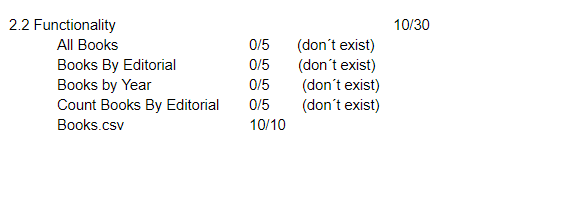 2.2 Functionality 10/30
All Books 0/5 (don´t exist)
Books By Editorial 0/5 (don´t exist)
Books by Year 0/5 (don´t exist)
Count Books By Editorial 0/5 (don´t exist)
Books.csv 10/10